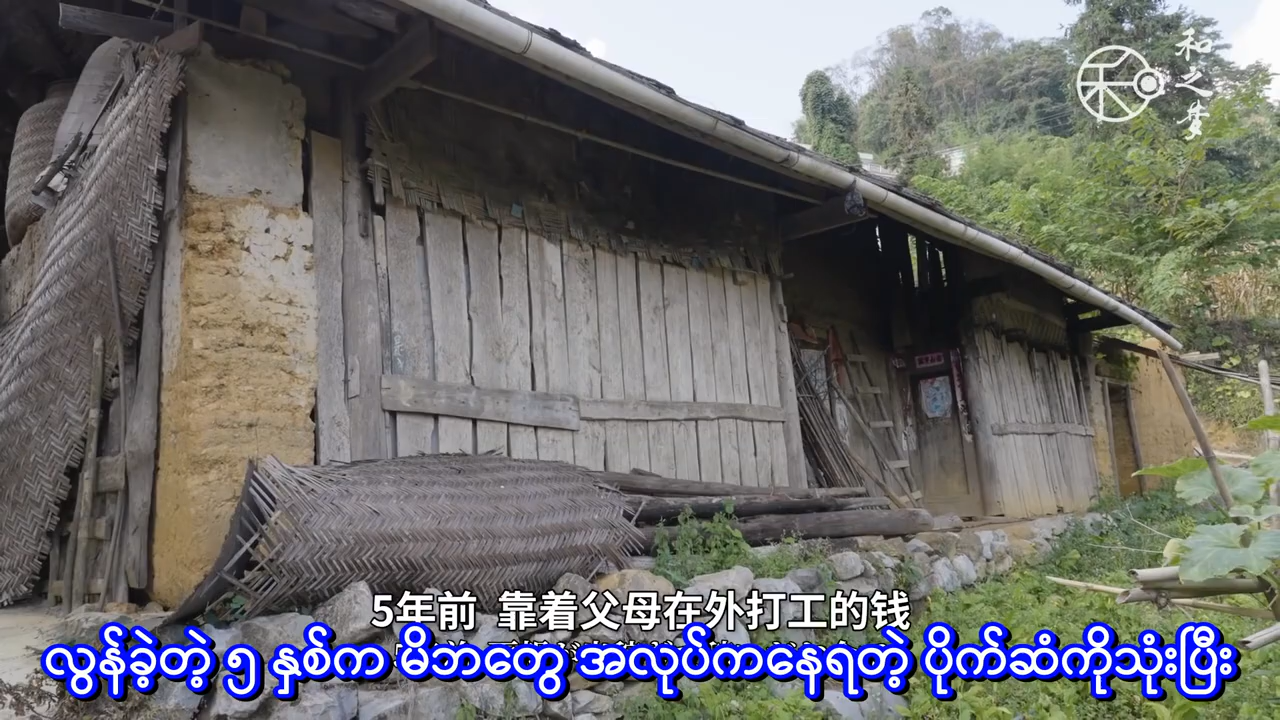 和之梦
5年前 靠着父母在外打工的钱
လွန်ခဲ့တဲ့ ၅ နှစ်က မိဘတွေ အလုပ်ကနေရတဲ့ ပိုက်ဆံကိုသုံးပြီး